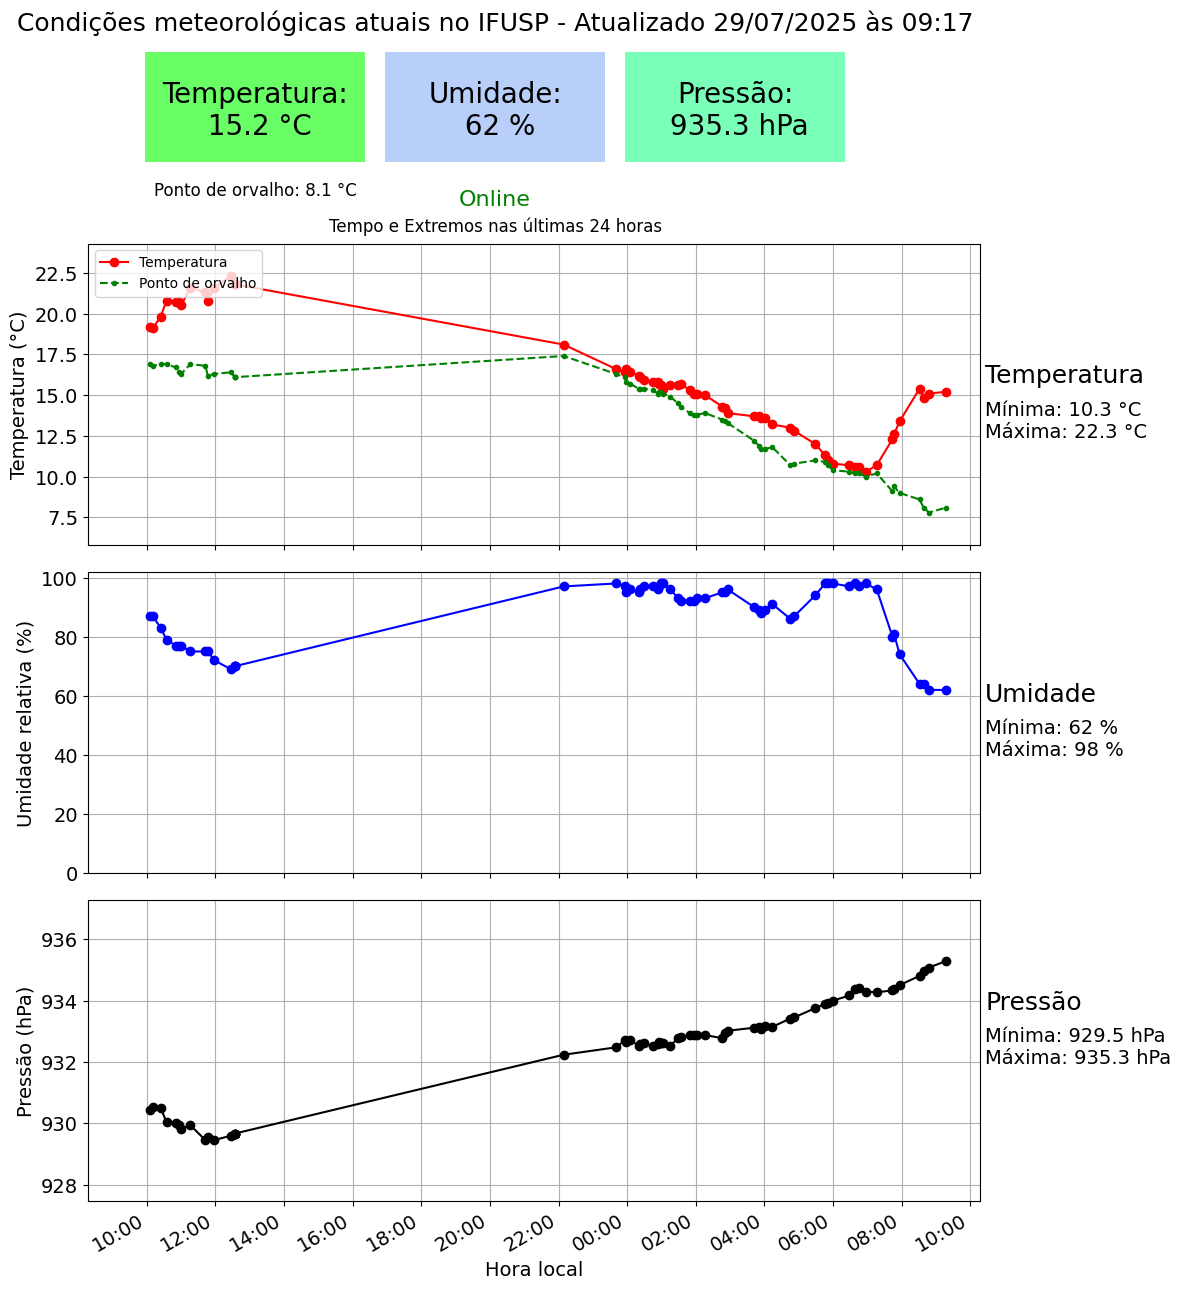 Condições meteorológicas atuais no IFUSP - Atualizado 29/07/2025 às 09:17
Temperatura:
15.2 °C
Umidade:
62 %
Pressão:
935.3 hPa
Ponto de orvalho: 8.1 °C
Online
Tempo e Extremos nas últimas 24 horas
Temperatura
Ponto de orvalho
Temperatura (°C)
22.5
20.0
17.5
15.0
12.5
10.0
7.5
Temperatura
Mínima: 10.3 °C
Máxima: 22.3 °C
Umidade relativa (%)
100
80
60
40
20
0
Umidade
Mínima: 62 %
Máxima: 98 %
Pressão (hPa)
936
934
932
930
928
Pressão
Mínima: 929.5 hPa
Máxima: 935.3 hPa
10:00
12:00
14:00
16:00
18:00
20:00
22:00
00:00
02:00
04:00
06:00
08:00
10:00
Hora local